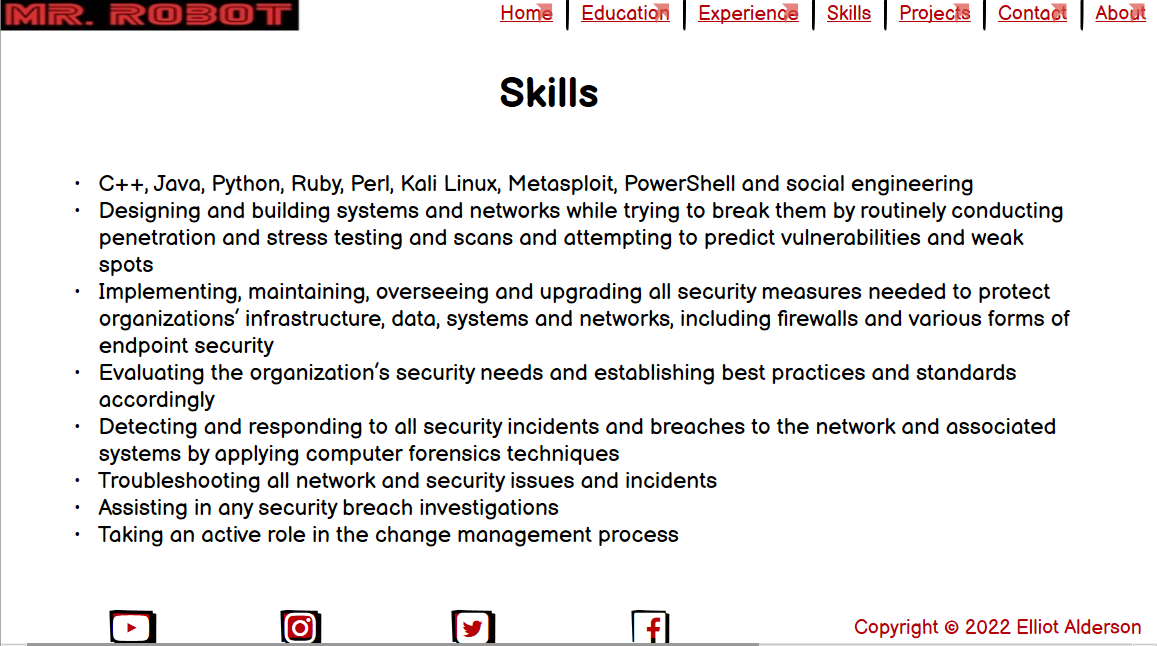 MR. ROBOT
Home Education Experience Skills Projects Contact About
Skills
• C++, Java, Python, Ruby, Perl, Kali Linux, Metasploit, PowerShell and social engineering
• Designing and building systems and networks while trying to break them by routinely conducting
penetration and stress testing and scans and attempting to predict vulnerabilities and weak
spots
• Implementing, maintaining, overseeing and upgrading all security measures needed to protect
organizations’ infrastructure, data, systems and networks, including firewalls and various forms of
endpoint security
• Evaluating the organization’s security needs and establishing best practices and standards
accordingly
• Detecting and responding to all security incidents and breaches to the network and associated
systems by applying computer forensics techniques
• Troubleshooting all network and security issues and incidents
• Assisting in any security breach investigations
• Taking an active role in the change management process
Copyright © 2022 Elliot Alderson